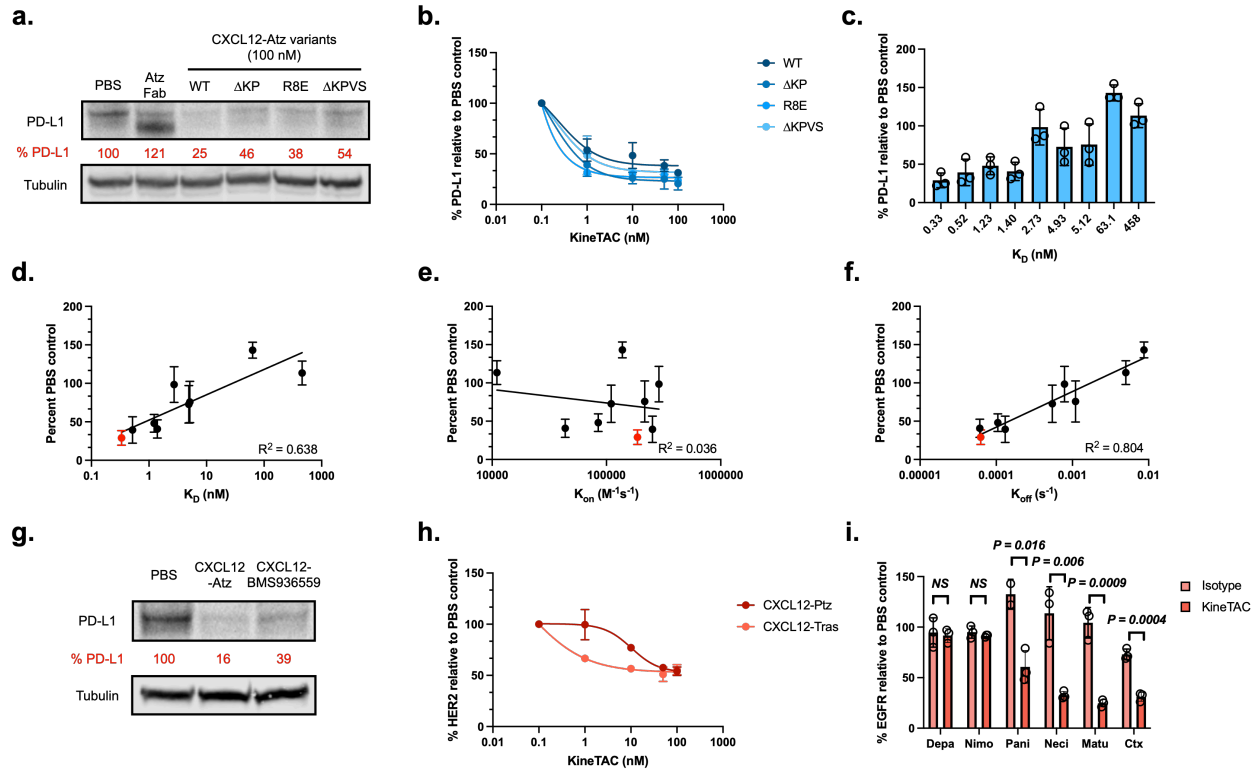 a.
CXCL12-Atz variants
(100 nM)
PBS
Atz
Fab
WT
ΔKP
R8E
ΔKPVS
PD-L1
% PD-L1
100
121
25
46
38
54
Tubulin
b.
% PD-L1 relative to PBS control
150
100
50
0
0.01
0.1
1
10
100
1000
KineTAC (nM)
WT
ΔKP
R8E
ΔKPVS
c.
% PD-L1 relative to PBS control
200
150
100
50
0
0.33
0.52
1.23
1.40
2.73
4.93
5.12
63.1
458
KD (nM)
d.
Percent PBS control
200
150
100
50
0
R2 = 0.638
0.1
1
10
100
1000
KD (nM)
e.
Percent PBS control
200
150
100
50
0
R2 = 0.036
10000
1000000
1000000
Kon (M-1s-1)
f.
Percent PBS control
200
150
100
50
0
R2 = 0.804
0.00001
0.0001
0.001
0.01
Koff (s-1)
g.
PBS
CXCL12
-Atz
CXCL12-
BMS936559
PD-L1
% PD-L1
100
16
39
Tubulin
h.
% HER2 relative to PBS control
150
100
50
0
0.01
0.1
1
10
100
1000
KineTAC (nM)
CXCL12-Ptz
CXCL12-Tras
i.
% EGFR relative to PBS control
150
100
50
0
NS
NS
P = 0.016
P = 0.006
P = 0.0009
P = 0.0004
Depa
Nimo
Pani
Neci
Matu
Ctx
Isotype
KineTAC